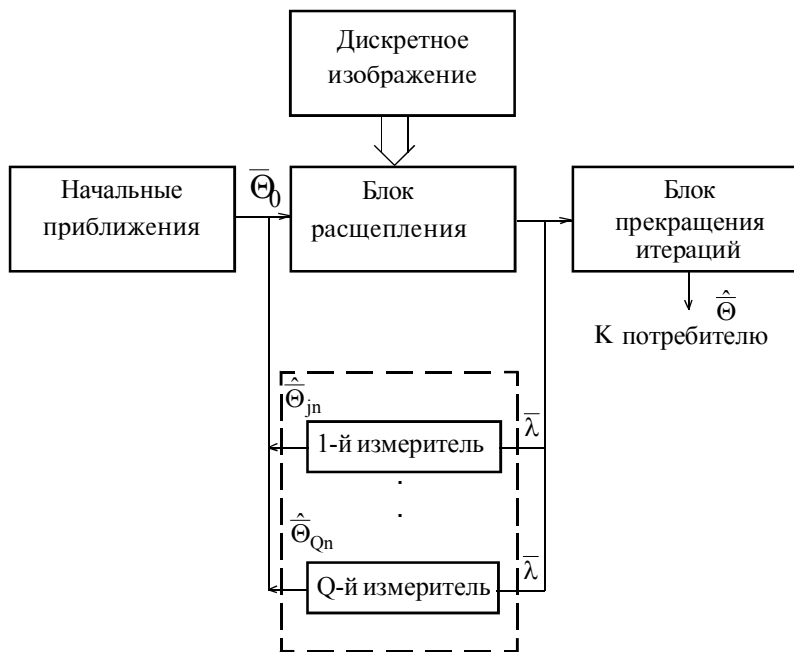 Дискретное
изображение
Начальные
приближения
Θ̅₀
Блок
расщепления
Блок
прекращения
итераций
Θ̅̂
К потребителю
Θ̅̂jn
1-й измеритель
λ̅
.
.
Θ̅̂Qn
Q-й измеритель
λ̅